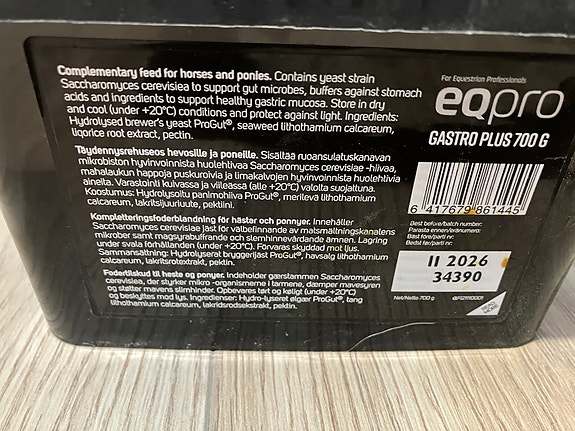 Complementary feed for horses and ponies. Contains yeast strain
Saccharomyces cerevisiea to support gut microbes, buffers against stomach
acids and ingredients to support healthy gastric mucosa. Store in dry
and cool (under +20°C) conditions and protect against light. Ingredients:
Hydrolysed brewer's yeast ProGut®, seaweed lithothamium calcareum,
liqorice root extract, pectin.
Täydennysrehuseos hevosille ja poneille. Sisältää ruoansulatuskanavan
mikrobiston hyvinvoinnista huolehtivaa Saccharomyces cerevisiae -hiivaa,
mahalaukun happoja puskuroivia ja limakalvojen hyvinvoinnista huolehtivia
aineita. Varastointi kuivassa ja viileässä (alle +20°C) valolta suojattuna.
Koostumus: Hydrolysoitu panimohiiva ProGut®, merilevä lithothamium
calcareum, lakritsijuuriuute, pektiini.
Kompletteringsfoderblandning för hästar och ponnyer. Innehåller
Saccharomyces cerevisiae jäst för välbefinnande av matsmältningskanalens
mikrober samt magsyrabuffrande och slemhinnevårdande ämnen. Lagring
under svala förhållanden (under +20°C). Förvaras skyddad mot ljus.
Sammansättning: Hydrolyserat bryggerijäst ProGut®, havsalg lithothamium
calcareum, lakritsrotextrakt, pektin.
Fodertilskud til heste og ponyer. Indeholder gærstammen Saccharomyces
cerevisiae, der styrker mikro -organismerne i tarmene, dæmper mavesyren
og støtter mavens slimhinder. Opbevares tørt og køligt (under +20°C)
og beskyttes mod lys. Ingredienser: Hydro-lyseret ølgær ProGut®, tang
lithothamium calcareum, lakridsrodsekstrakt, pektin.
For Equestrian Professionals
eqpro
GASTRO PLUS 700 G
6 417679 861445
Best before/batch number:
Parasta ennen/eränumero:
Bäst före/parti nr:
Bedst før/parti nr:
11 2026
34390
Net/Netto 700 g